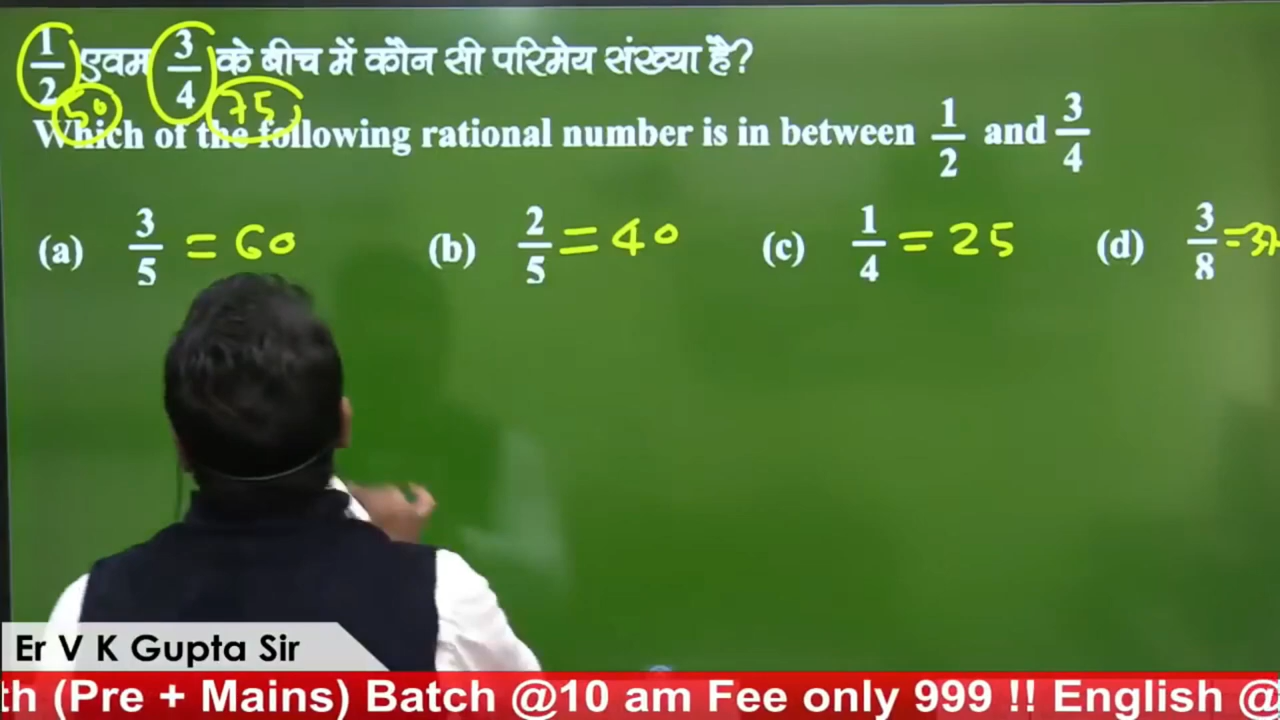 1/2 एवम 3/4 के बीच में कौन सी परिमेय संख्या है?
50 75
Which of the following rational number is in between 1/2 and 3/4
(a) 3/5 = 60 (b) 2/5 = 40 (c) 1/4 = 25 (d) 3/8 =
Er V K Gupta Sir
th (Pre + Mains) Batch @10 am Fee only 999 !! English @